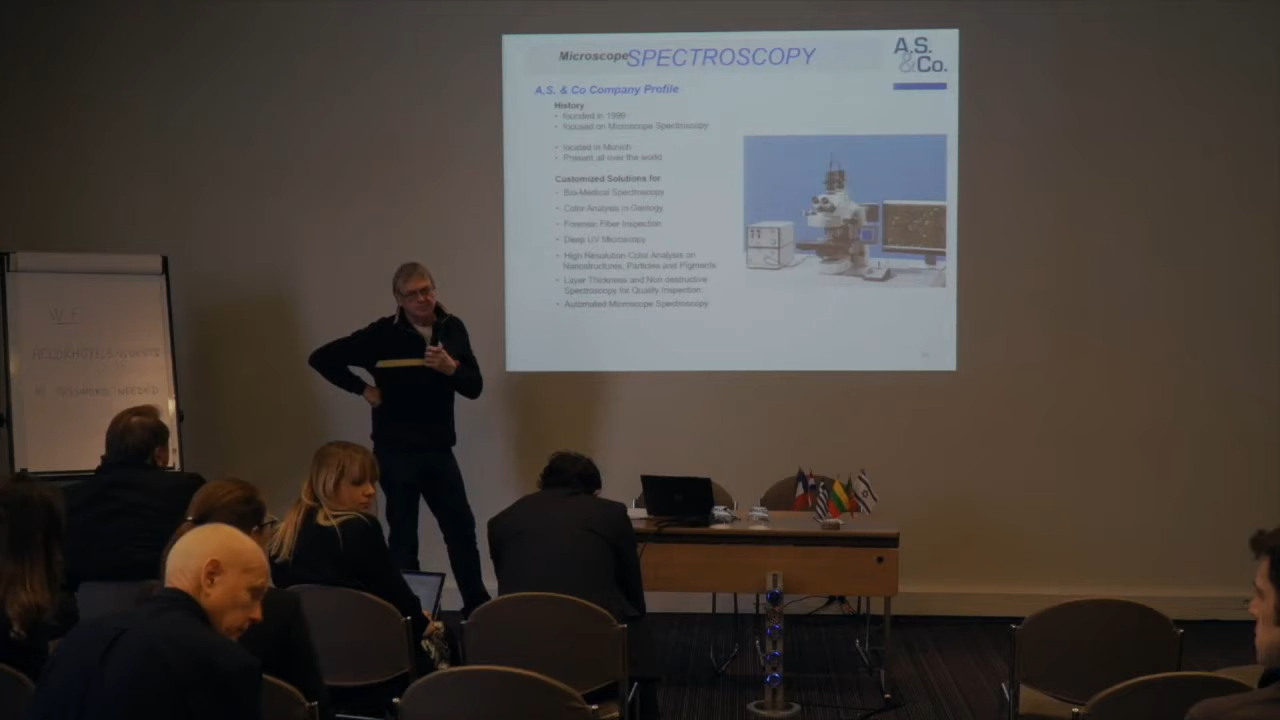 Microscope SPECTROSCOPY
A.S.
&Co.
A.S. & Co Company Profile
History
• founded in 1999
• focused on Microscope Spectroscopy
• located in Munich
• Present all over the world
Customized Solutions for
• Bio-Medical Spectroscopy
• Color Analysis in Geology
• Forensic Fiber Inspection
• Deep UV Microscopy
• High Resolution Color Analysis on
Nanostructures, Particles and Pigments
• Layer Thickness and Non destructive
Spectroscopy for Quality Inspection
• Automated Microscope Spectroscopy
NEEDED